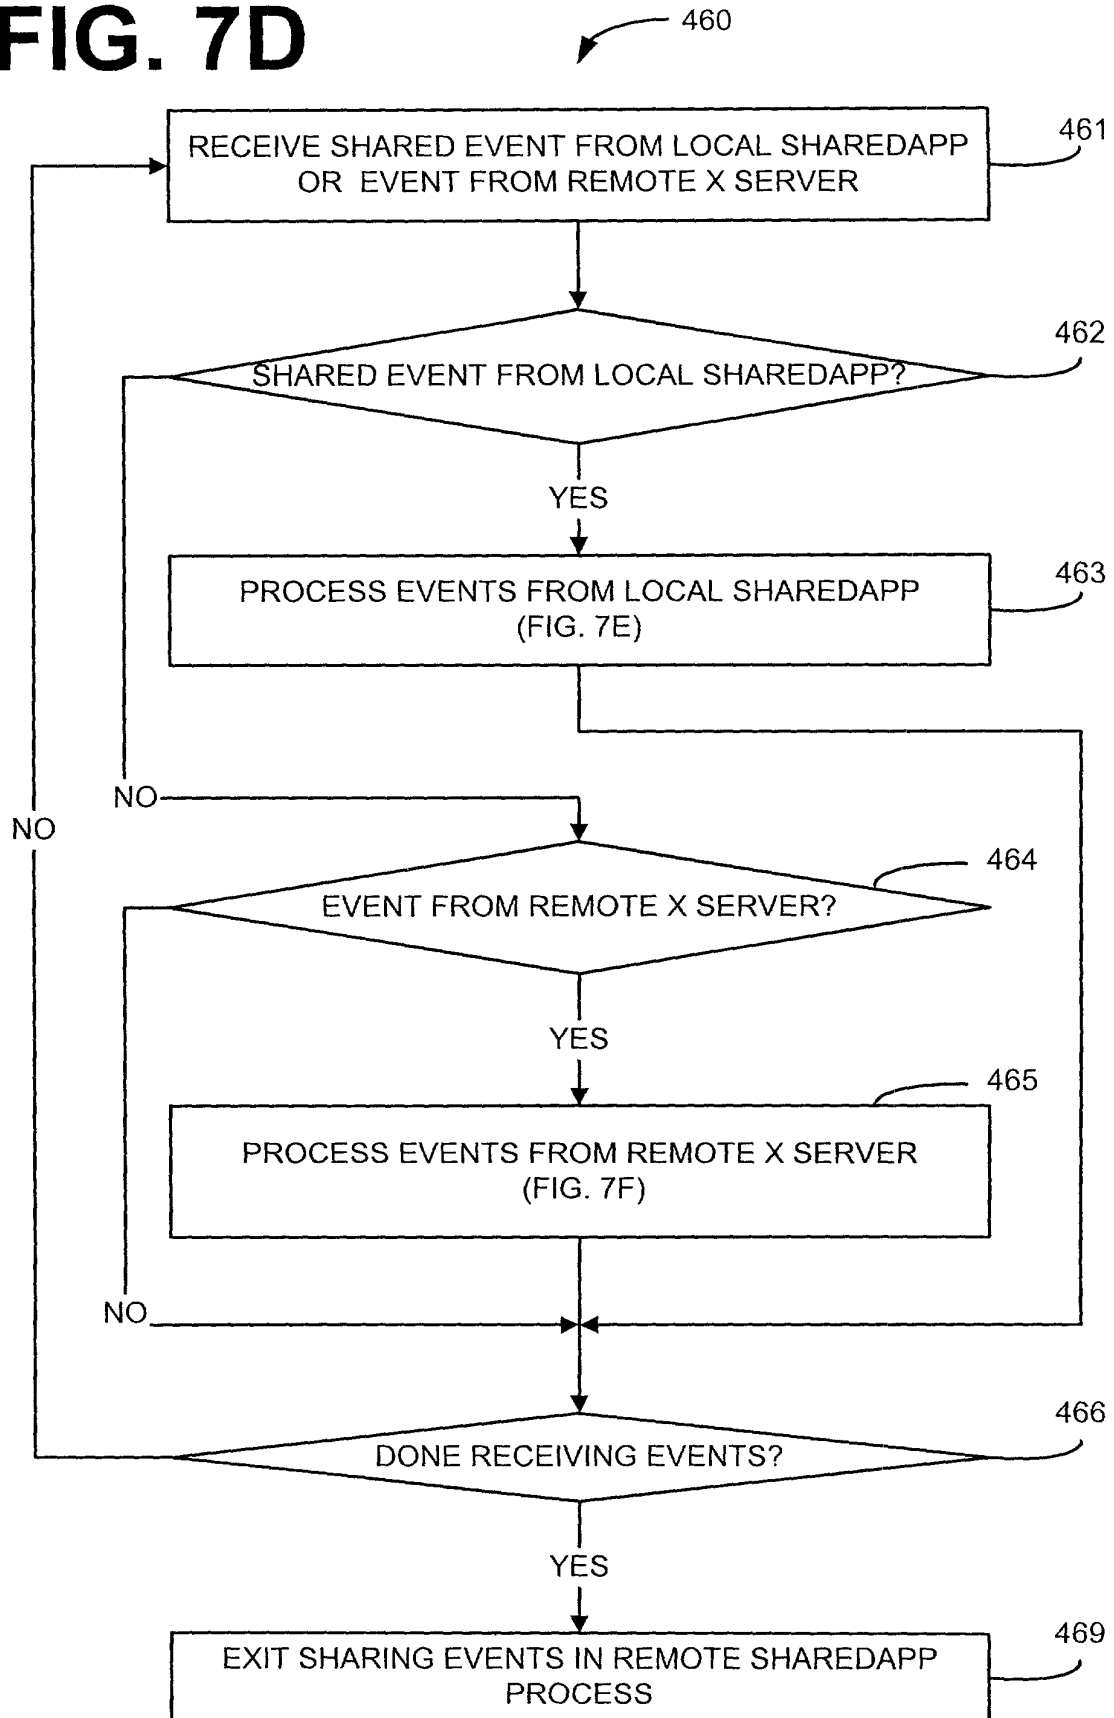 FIG. 7D
460
RECEIVE SHARED EVENT FROM LOCAL SHAREDAPP
OR EVENT FROM REMOTE X SERVER
461
SHARED EVENT FROM LOCAL SHAREDAPP?
462
YES
PROCESS EVENTS FROM LOCAL SHAREDAPP
(FIG. 7E)
463
NO
NO
EVENT FROM REMOTE X SERVER?
464
YES
PROCESS EVENTS FROM REMOTE X SERVER
(FIG. 7F)
465
NO
DONE RECEIVING EVENTS?
466
YES
EXIT SHARING EVENTS IN REMOTE SHAREDAPP
PROCESS
469